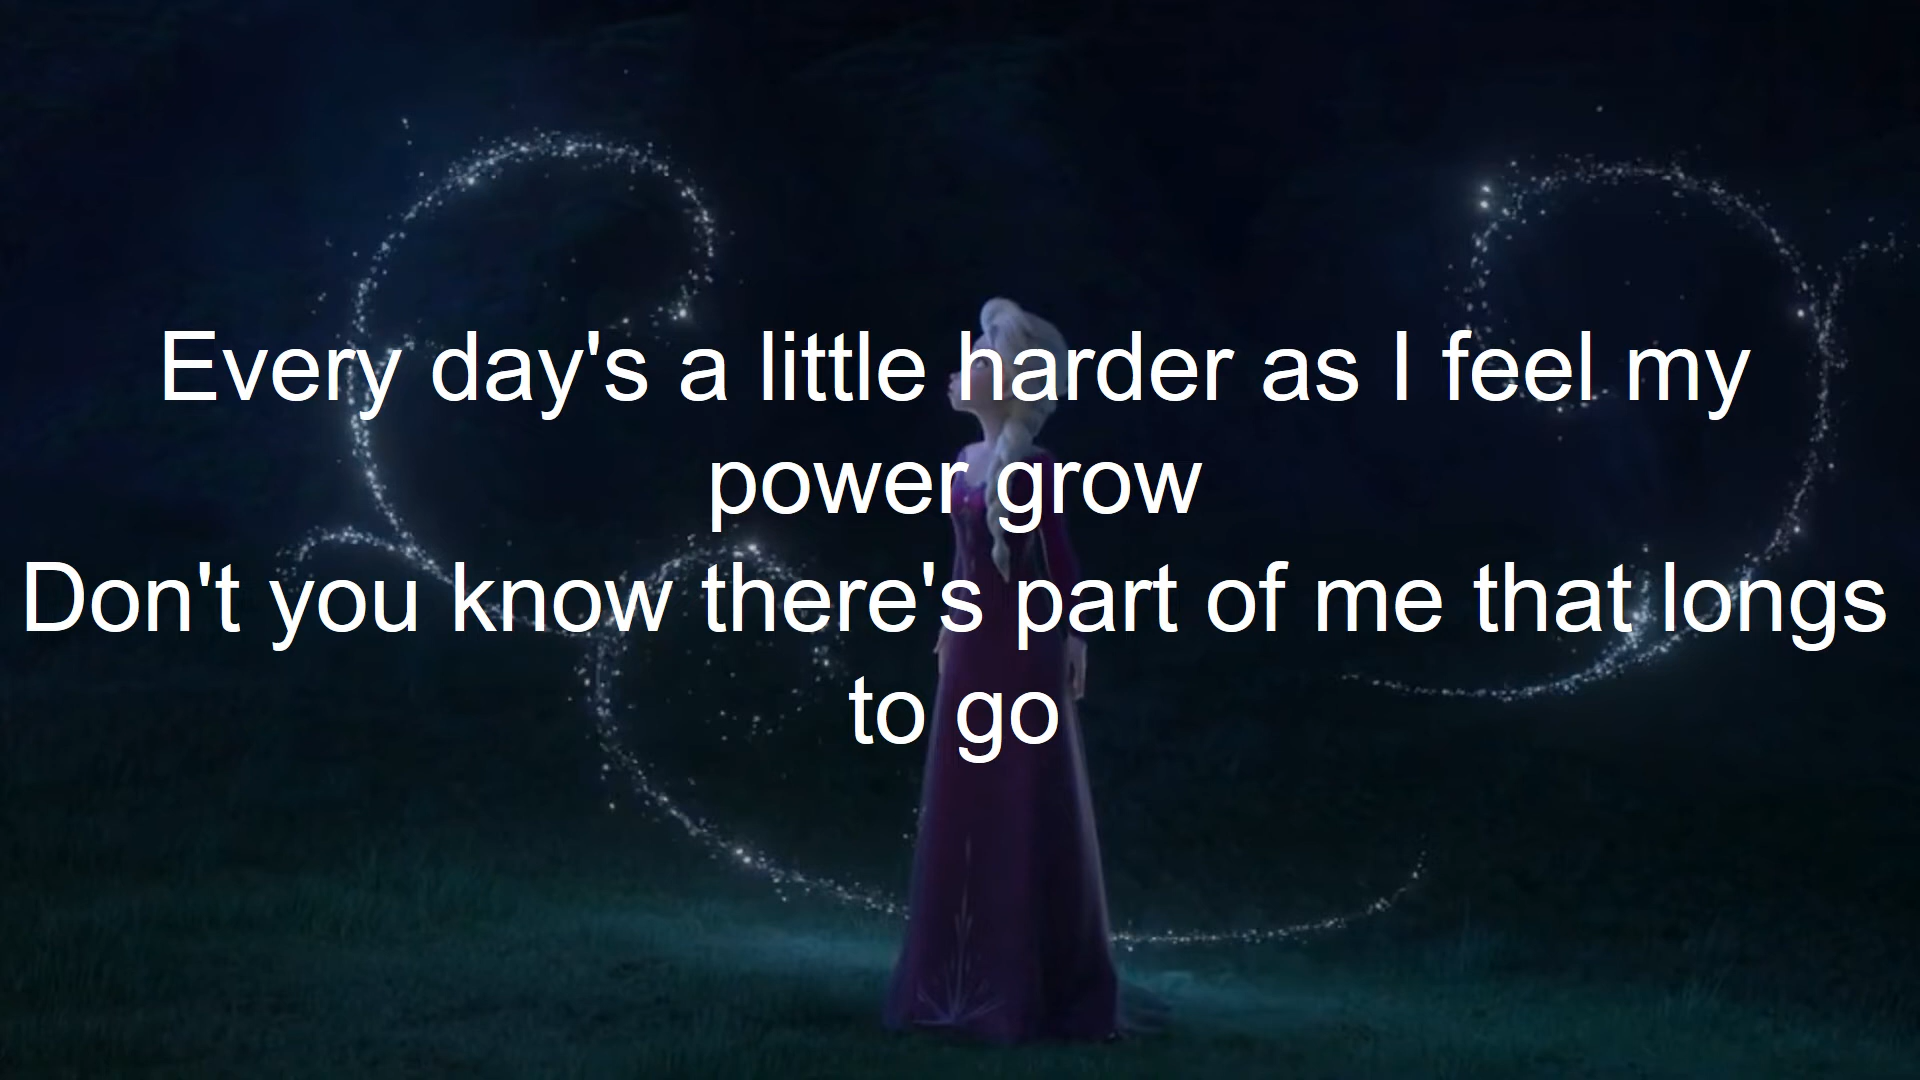 Every day's a little harder as I feel my
power grow
Don't you know there's part of me that longs
to go